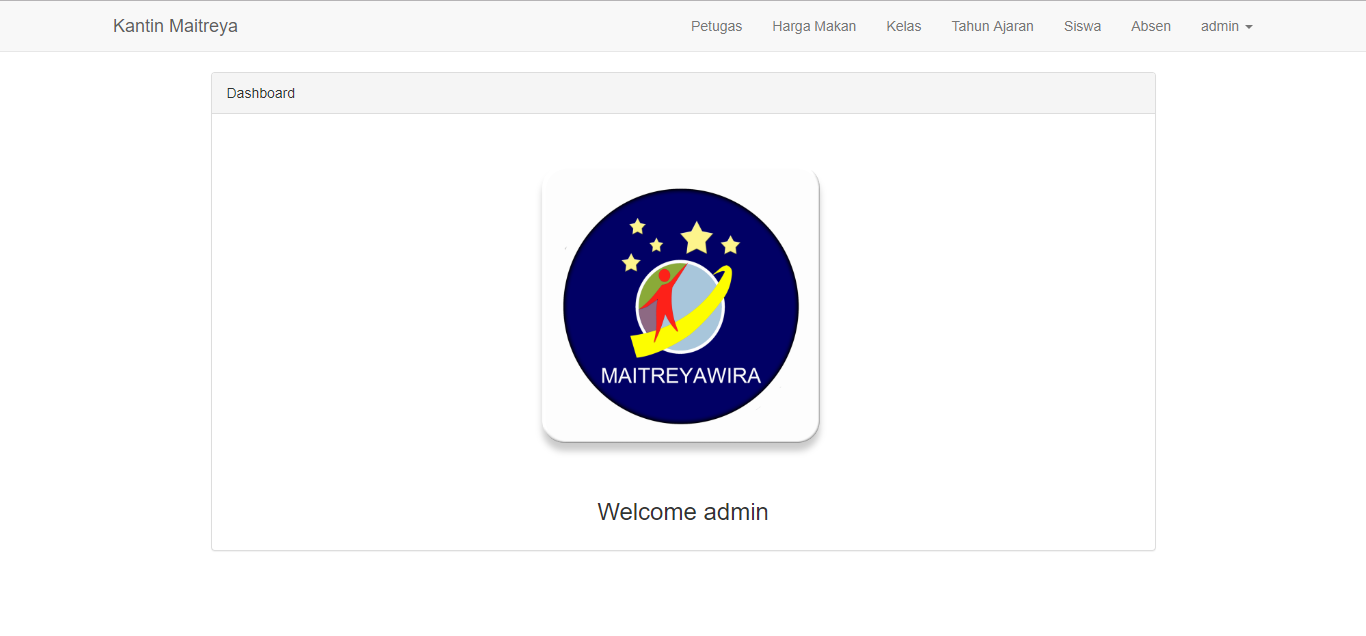 Kantin Maitreya Petugas Harga Makan Kelas Tahun Ajaran Siswa Absen admin
Dashboard
MAITREYAWIRA
Welcome admin